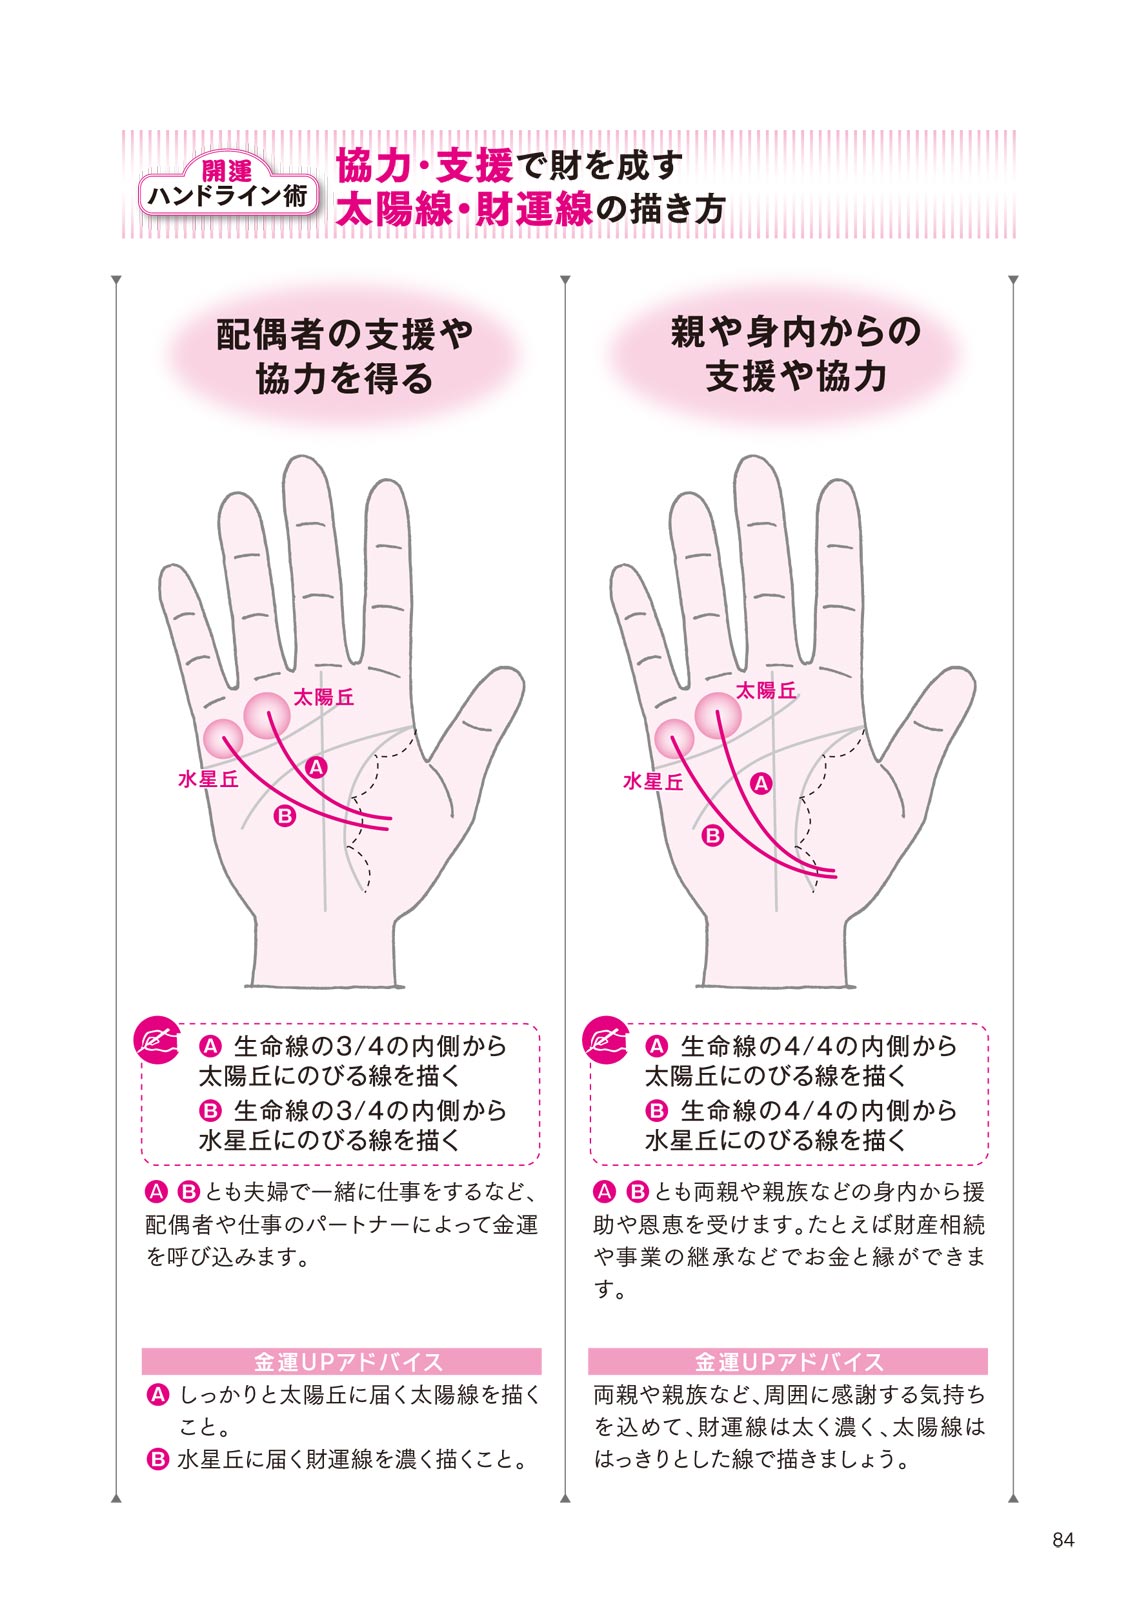 開運
ハンドライン術
協力・支援で財を成す
太陽線・財運線の描き方
配偶者の支援や
協力を得る
太陽丘
水星丘
A
B
A 生命線の3/4の内側から
太陽丘にのびる線を描く
B 生命線の3/4の内側から
水星丘にのびる線を描く
A Bとも夫婦で一緒に仕事をするなど、
配偶者や仕事のパートナーによって金運
を呼び込みます。
金運UPアドバイス
A しっかりと太陽丘に届く太陽線を描く
こと。
B 水星丘に届く財運線を濃く描くこと。
親や身内からの
支援や協力
太陽丘
水星丘
A
B
A 生命線の4/4の内側から
太陽丘にのびる線を描く
B 生命線の4/4の内側から
水星丘にのびる線を描く
A Bとも両親や親族などの身内から援
助や恩恵を受けます。たとえば財産相続
や事業の継承などでお金と縁ができま
す。
金運UPアドバイス
両親や親族など、周囲に感謝する気持ち
を込めて、財運線は太く濃く、太陽線は
はっきりとした線で描きましょう。
84